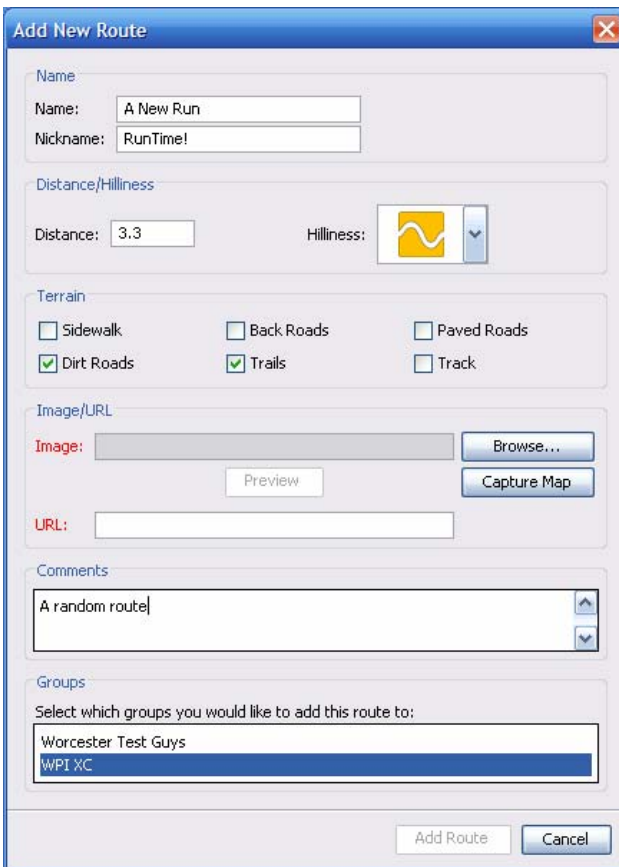 Add New Route
Name
Name: A New Run
Nickname: RunTime!
Distance/Hilliness
Distance: 3.3 Hilliness:
Terrain
Sidewalk Back Roads Paved Roads
Dirt Roads Trails Track
Image/URL
Image: Browse...
Preview Capture Map
URL:
Comments
A random route
Groups
Select which groups you would like to add this route to:
Worcester Test Guys
WPI XC
Add Route Cancel